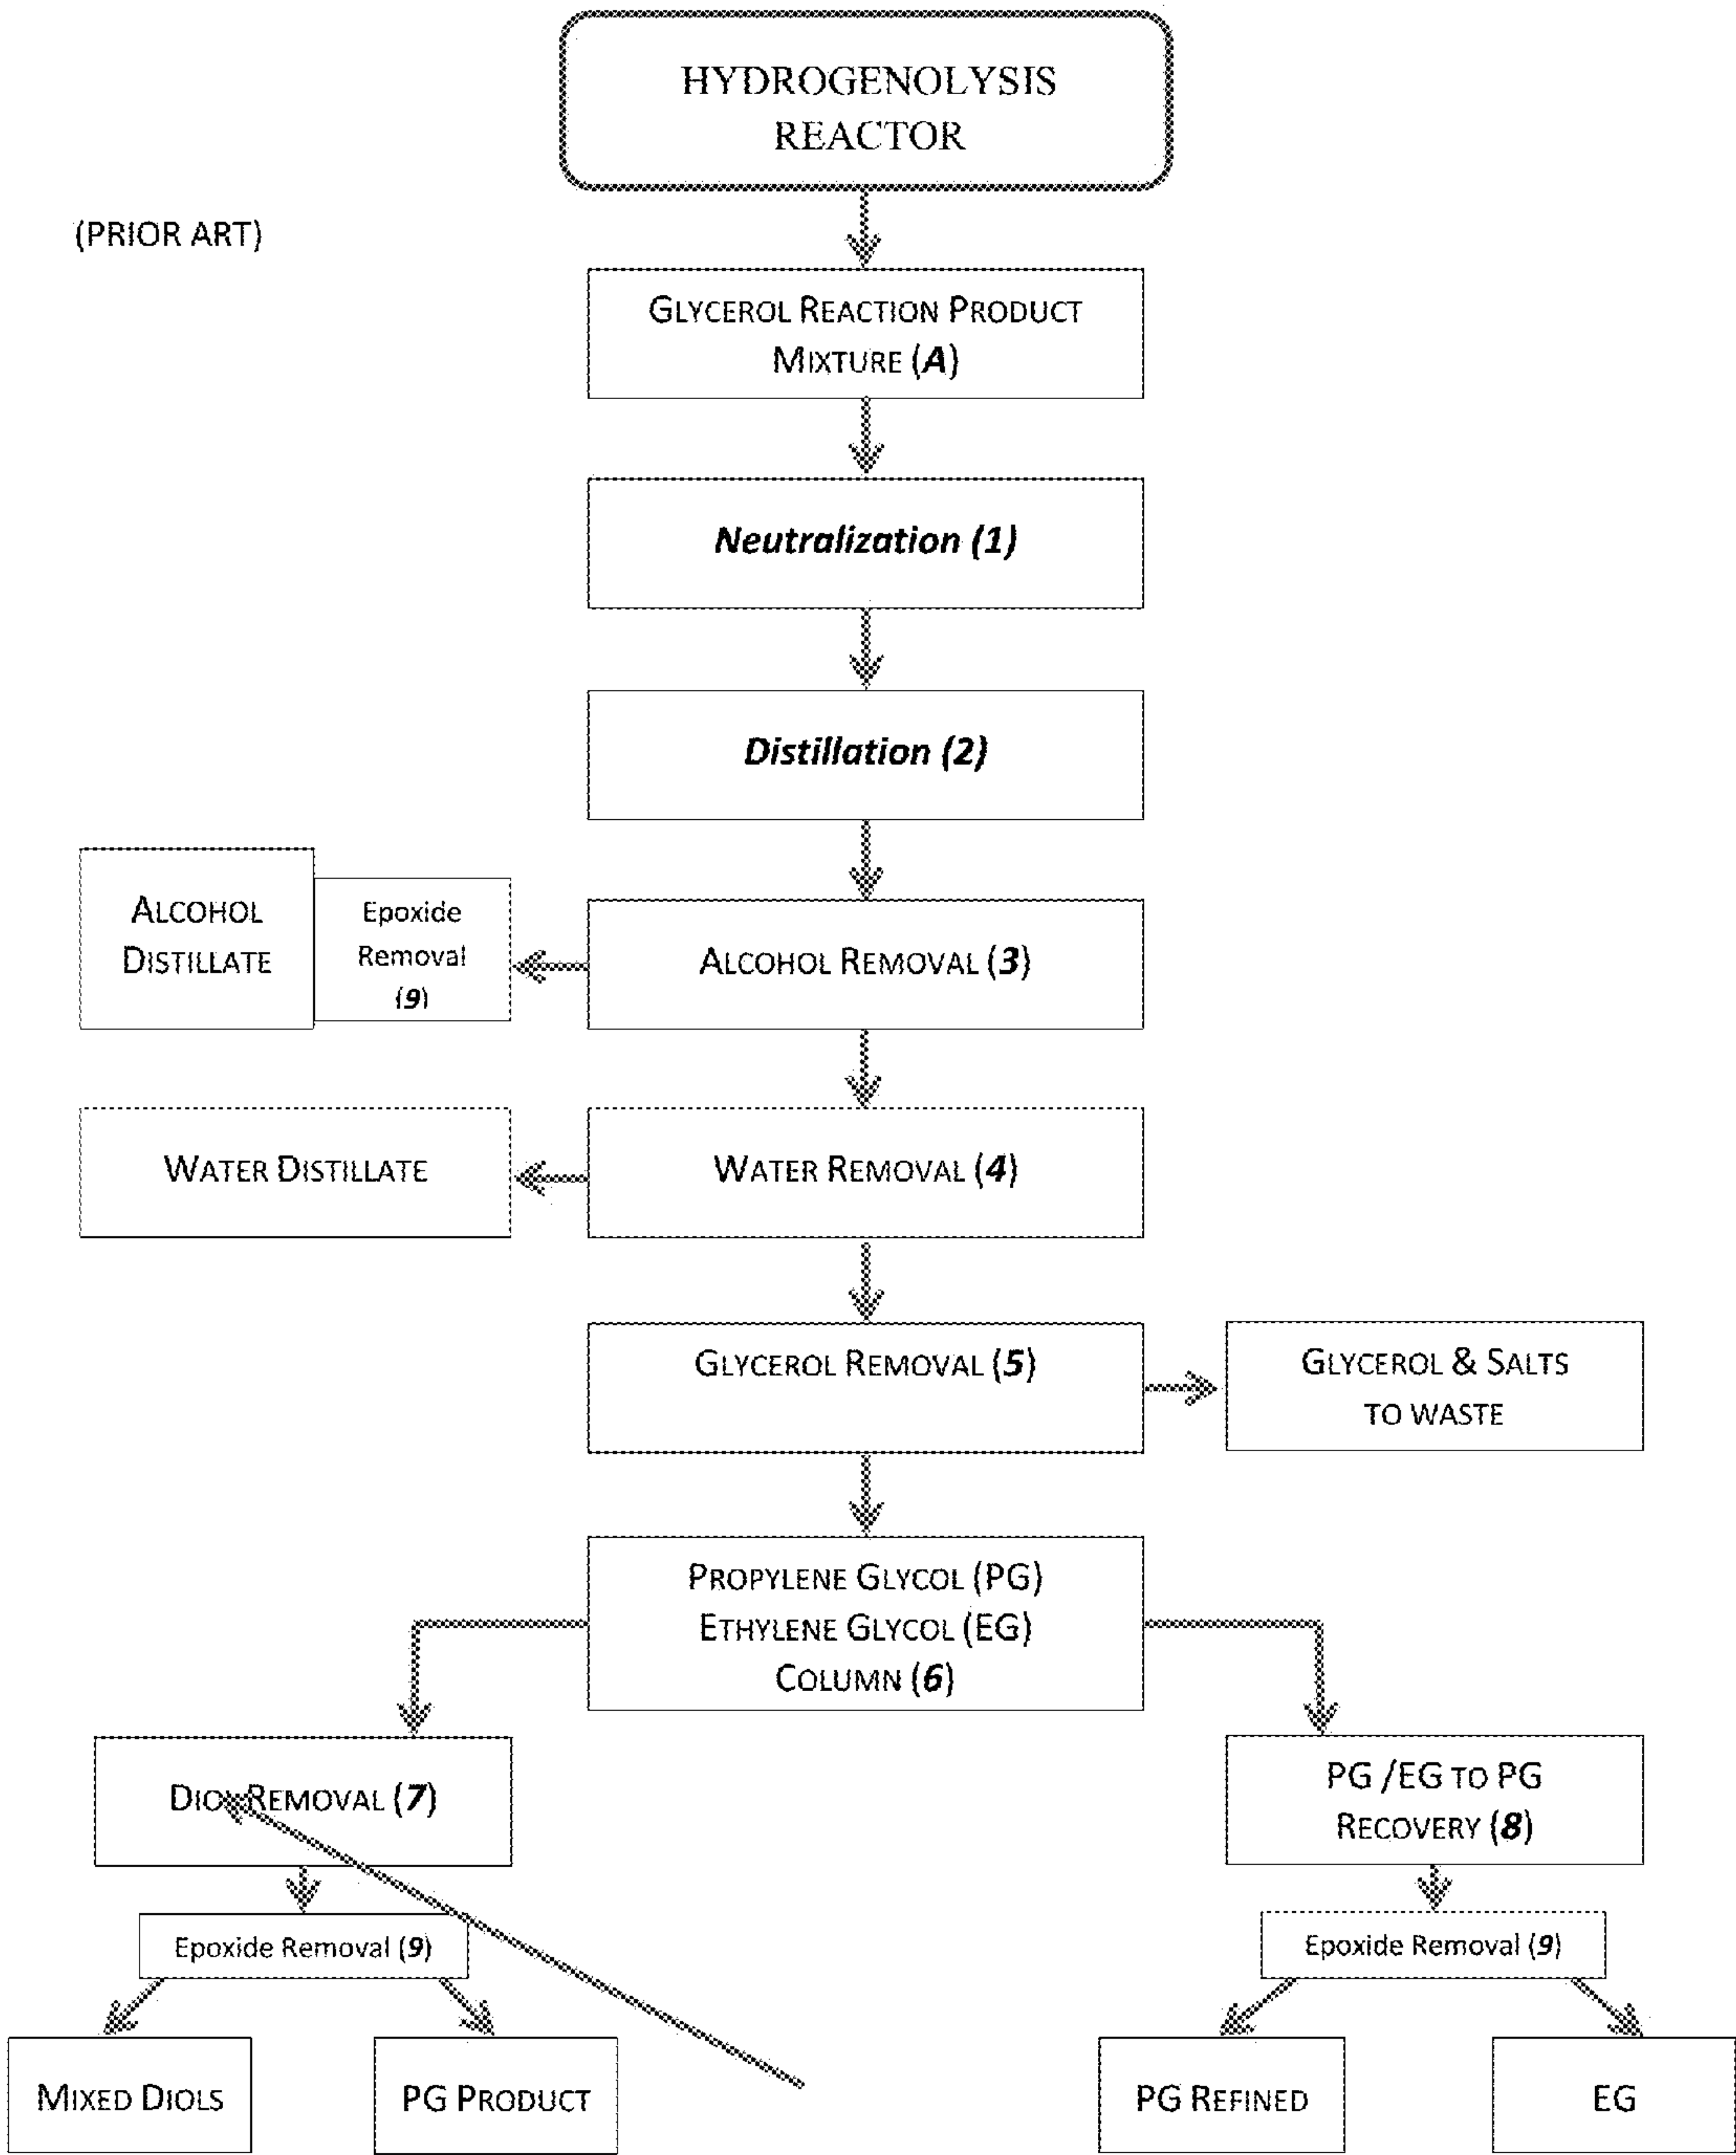 HYDROGENOLYSIS
REACTOR
(PRIOR ART)
GLYCEROL REACTION PRODUCT
MIXTURE (A)
Neutralization (1)
Distillation (2)
ALCOHOL
DISTILLATE
Epoxide
Removal
(9)
ALCOHOL REMOVAL (3)
WATER DISTILLATE
WATER REMOVAL (4)
GLYCEROL REMOVAL (5)
GLYCEROL & SALTS
TO WASTE
PROPYLENE GLYCOL (PG)
ETHYLENE GLYCOL (EG)
COLUMN (6)
REMOVAL (7)
PG /EG TO PG
RECOVERY (8)
Epoxide Removal (9)
Epoxide Removal (9)
MIXED DIOLS
PG PRODUCT
PG REFINED
EG